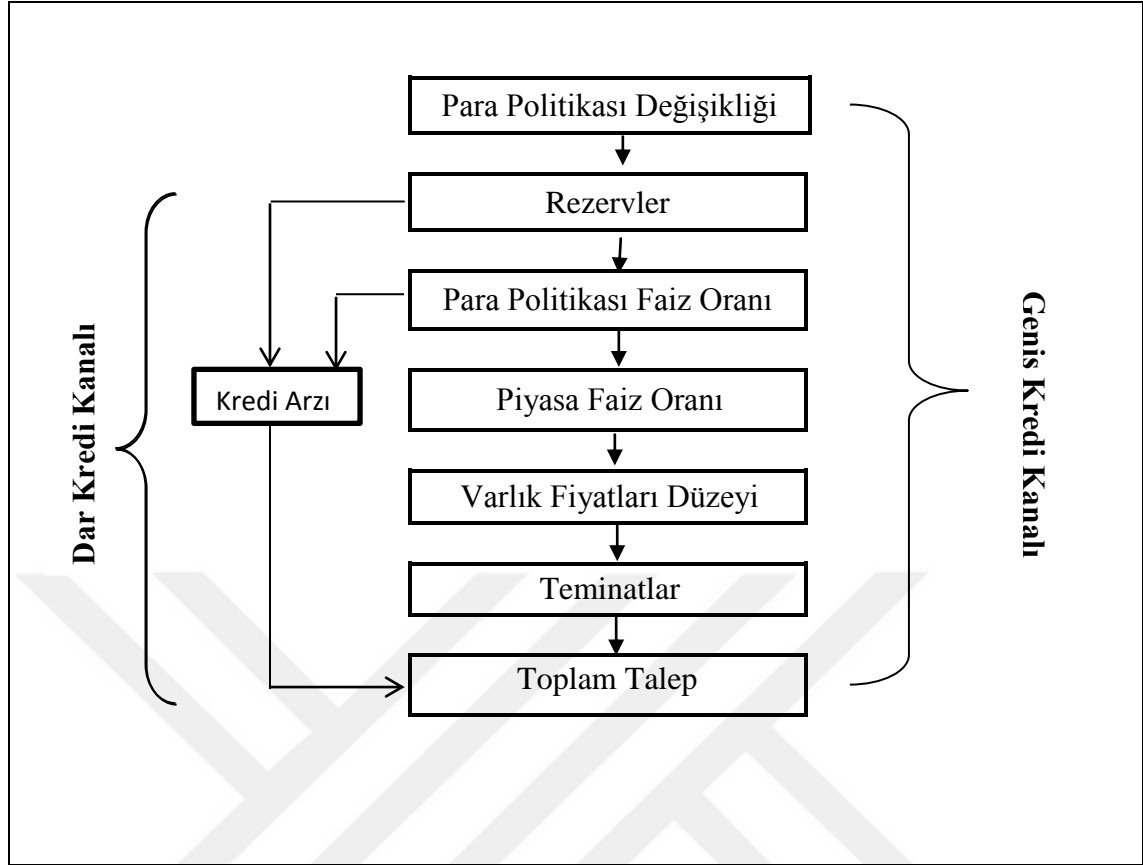 Para Politikası Değişikliği
Rezervler
Para Politikası Faiz Oranı
Kredi Arzı
Piyasa Faiz Oranı
Varlık Fiyatları Düzeyi
Teminatlar
Toplam Talep
Dar Kredi Kanalı
Genis Kredi Kanalı